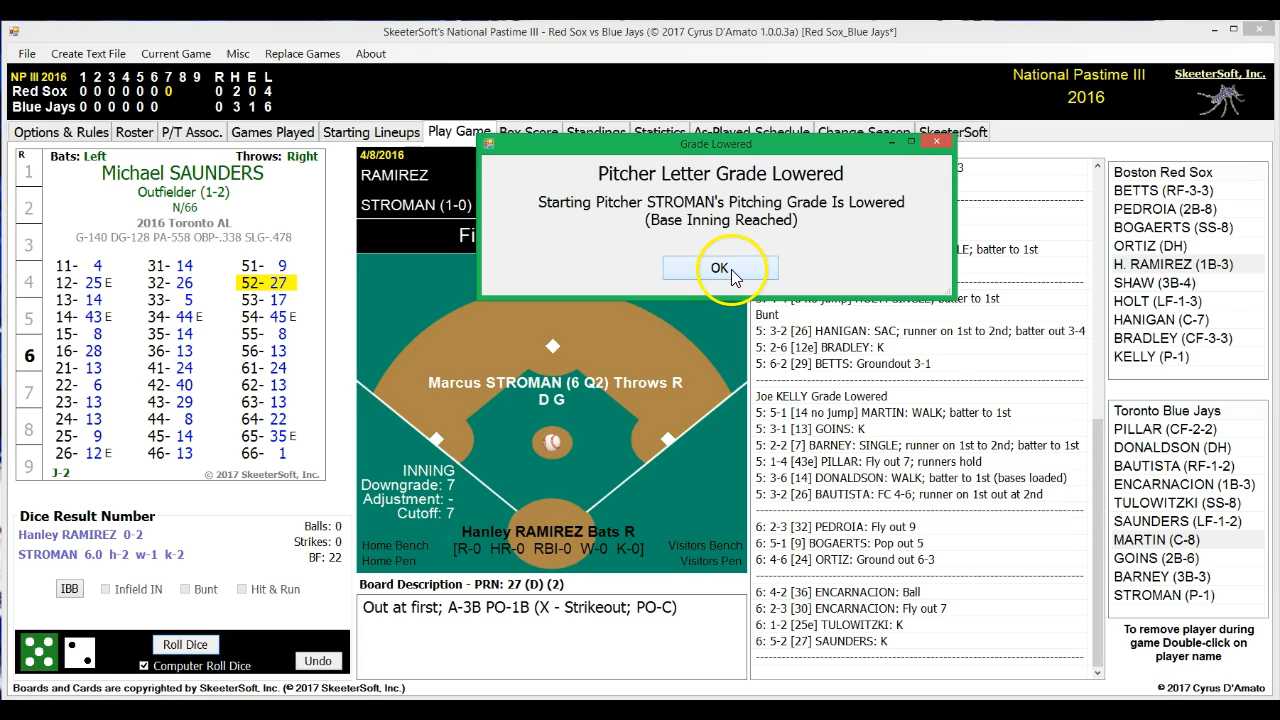 SkeeterSoft's National Pastime III - Red Sox vs Blue Jays (© 2017 Cyrus D'Amato 1.0.0.3a) [Red Sox_Blue Jays*]
File Create Text File Current Game Misc Replace Games About
NP III 2016 1 2 3 4 5 6 7 8 9 R H E L
Red Sox 0 0 0 0 0 0 0 0 2 0 4
Blue Jays 0 0 0 0 0 0 0 3 1 6
National Pastime III
2016
SkeeterSoft, Inc.
Options & Rules Roster P/T Assoc. Games Played Starting Lineups Play Game Box Score Standings Statistics As-Played Schedule Change Season SkeeterSoft
R
1
2
3
4
5
6
7
8
9
Bats: Left Throws: Right
Michael SAUNDERS
Outfielder (1-2)
N/66
2016 Toronto AL
G-140 DG-128 PA-558 OBP-.338 SLG-.478
11- 4 31- 14 51- 9
12- 25 E 32- 26 52- 27
13- 14 33- 5 53- 17
14- 43 E 34- 44 E 54- 45 E
15- 8 35- 14 55- 8
16- 28 36- 13 56- 13
21- 13 41- 24 61- 24
22- 6 42- 40 62- 13
23- 13 43- 29 63- 13
24- 13 44- 8 64- 22
25- 9 45- 14 65- 35 E
26- 12 E 46- 13 66- 1
J-2 © 2017 SkeeterSoft, Inc.
Dice Result Number
Hanley RAMIREZ 0-2
STROMAN 6.0 h-2 w-1 k-2
Balls: 0
Strikes: 0
BF: 22
IBB Infield IN Bunt Hit & Run
Roll Dice
Computer Roll Dice
Undo
4/8/2016
RAMIREZ
STROMAN (1-0)
Fi
Grade Lowered
Pitcher Letter Grade Lowered
Starting Pitcher STROMAN's Pitching Grade Is Lowered
(Base Inning Reached)
OK
Marcus STROMAN (6 Q2) Throws R
D G
INNING
Downgrade: 7
Adjustment: -
Cutoff: 7
Hanley RAMIREZ Bats R
[R-0 HR-0 RBI-0 W-0 K-0]
Home Bench
Home Pen
Visitors Bench
Visitors Pen
Board Description - PRN: 27 (D) (2)
Out at first; A-3B PO-1B (X - Strikeout; PO-C)
3
LE; batter to 1st
Bunt
5: 3-2 [26] HANIGAN: SAC; runner on 1st to 2nd; batter out 3-4
5: 2-6 [12e] BRADLEY: K
5: 6-2 [29] BETTS: Groundout 3-1
Joe KELLY Grade Lowered
5: 5-1 [14 no jump] MARTIN: WALK; batter to 1st
5: 3-1 [13] GOINS: K
5: 2-2 [7] BARNEY: SINGLE; runner on 1st to 2nd; batter to 1st
5: 1-4 [43e] PILLAR: Fly out 7; runners hold
5: 3-6 [14] DONALDSON: WALK; batter to 1st (bases loaded)
5: 3-2 [26] BAUTISTA: FC 4-6; runner on 1st out at 2nd
6: 2-3 [32] PEDROIA: Fly out 9
6: 5-1 [9] BOGAERTS: Pop out 5
6: 4-6 [24] ORTIZ: Ground out 6-3
6: 4-2 [36] ENCARNACION: Ball
6: 2-3 [30] ENCARNACION: Fly out 7
6: 1-2 [25e] TULOWITZKI: K
6: 5-2 [27] SAUNDERS: K
Boston Red Sox
BETTS (RF-3-3)
PEDROIA (2B-8)
BOGAERTS (SS-8)
ORTIZ (DH)
H. RAMIREZ (1B-3)
SHAW (3B-4)
HOLT (LF-1-3)
HANIGAN (C-7)
BRADLEY (CF-3-3)
KELLY (P-1)
Toronto Blue Jays
PILLAR (CF-2-2)
DONALDSON (DH)
BAUTISTA (RF-1-2)
ENCARNACION (1B-3)
TULOWITZKI (SS-8)
SAUNDERS (LF-1-2)
MARTIN (C-8)
GOINS (2B-6)
BARNEY (3B-3)
STROMAN (P-1)
To remove player during
game Double-click on
player name
Boards and Cards are copyrighted by SkeeterSoft, Inc. (© 2017 SkeeterSoft, Inc.)
© 2017 Cyrus D'Amato